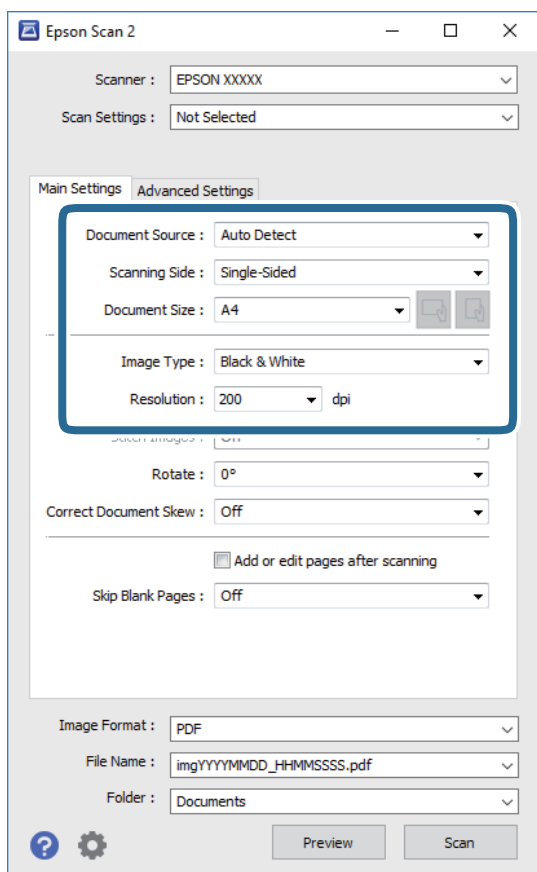 Epson Scan 2
Scanner : EPSON XXXXX
Scan Settings : Not Selected
Main Settings Advanced Settings
Document Source : Auto Detect
Scanning Side : Single-Sided
Document Size : A4
Image Type : Black & White
Resolution : 200 dpi
Stitch Images : Off
Rotate : 0°
Correct Document Skew : Off
Add or edit pages after scanning
Skip Blank Pages : Off
Image Format : PDF
File Name : imgYYYYMMDD_HHMMSSSS.pdf
Folder : Documents
? Preview Scan